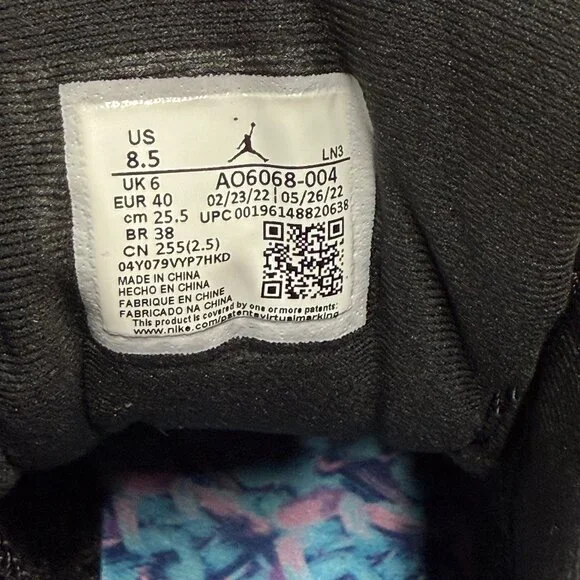 US
8.5
LN3
UK 6
AO6068-004
EUR 40
02/23/22 | 05/26/22
cm 25.5
UPC 00196148820638
BR 38
CN 255(2.5)
04Y079VYP7HKD
MADE IN CHINA
HECHO EN CHINA
FABRIQUE EN CHINE
FABRICADO NA CHINA
This product is covered by one or more patents
www.nike.com/patentsvirtualmarking